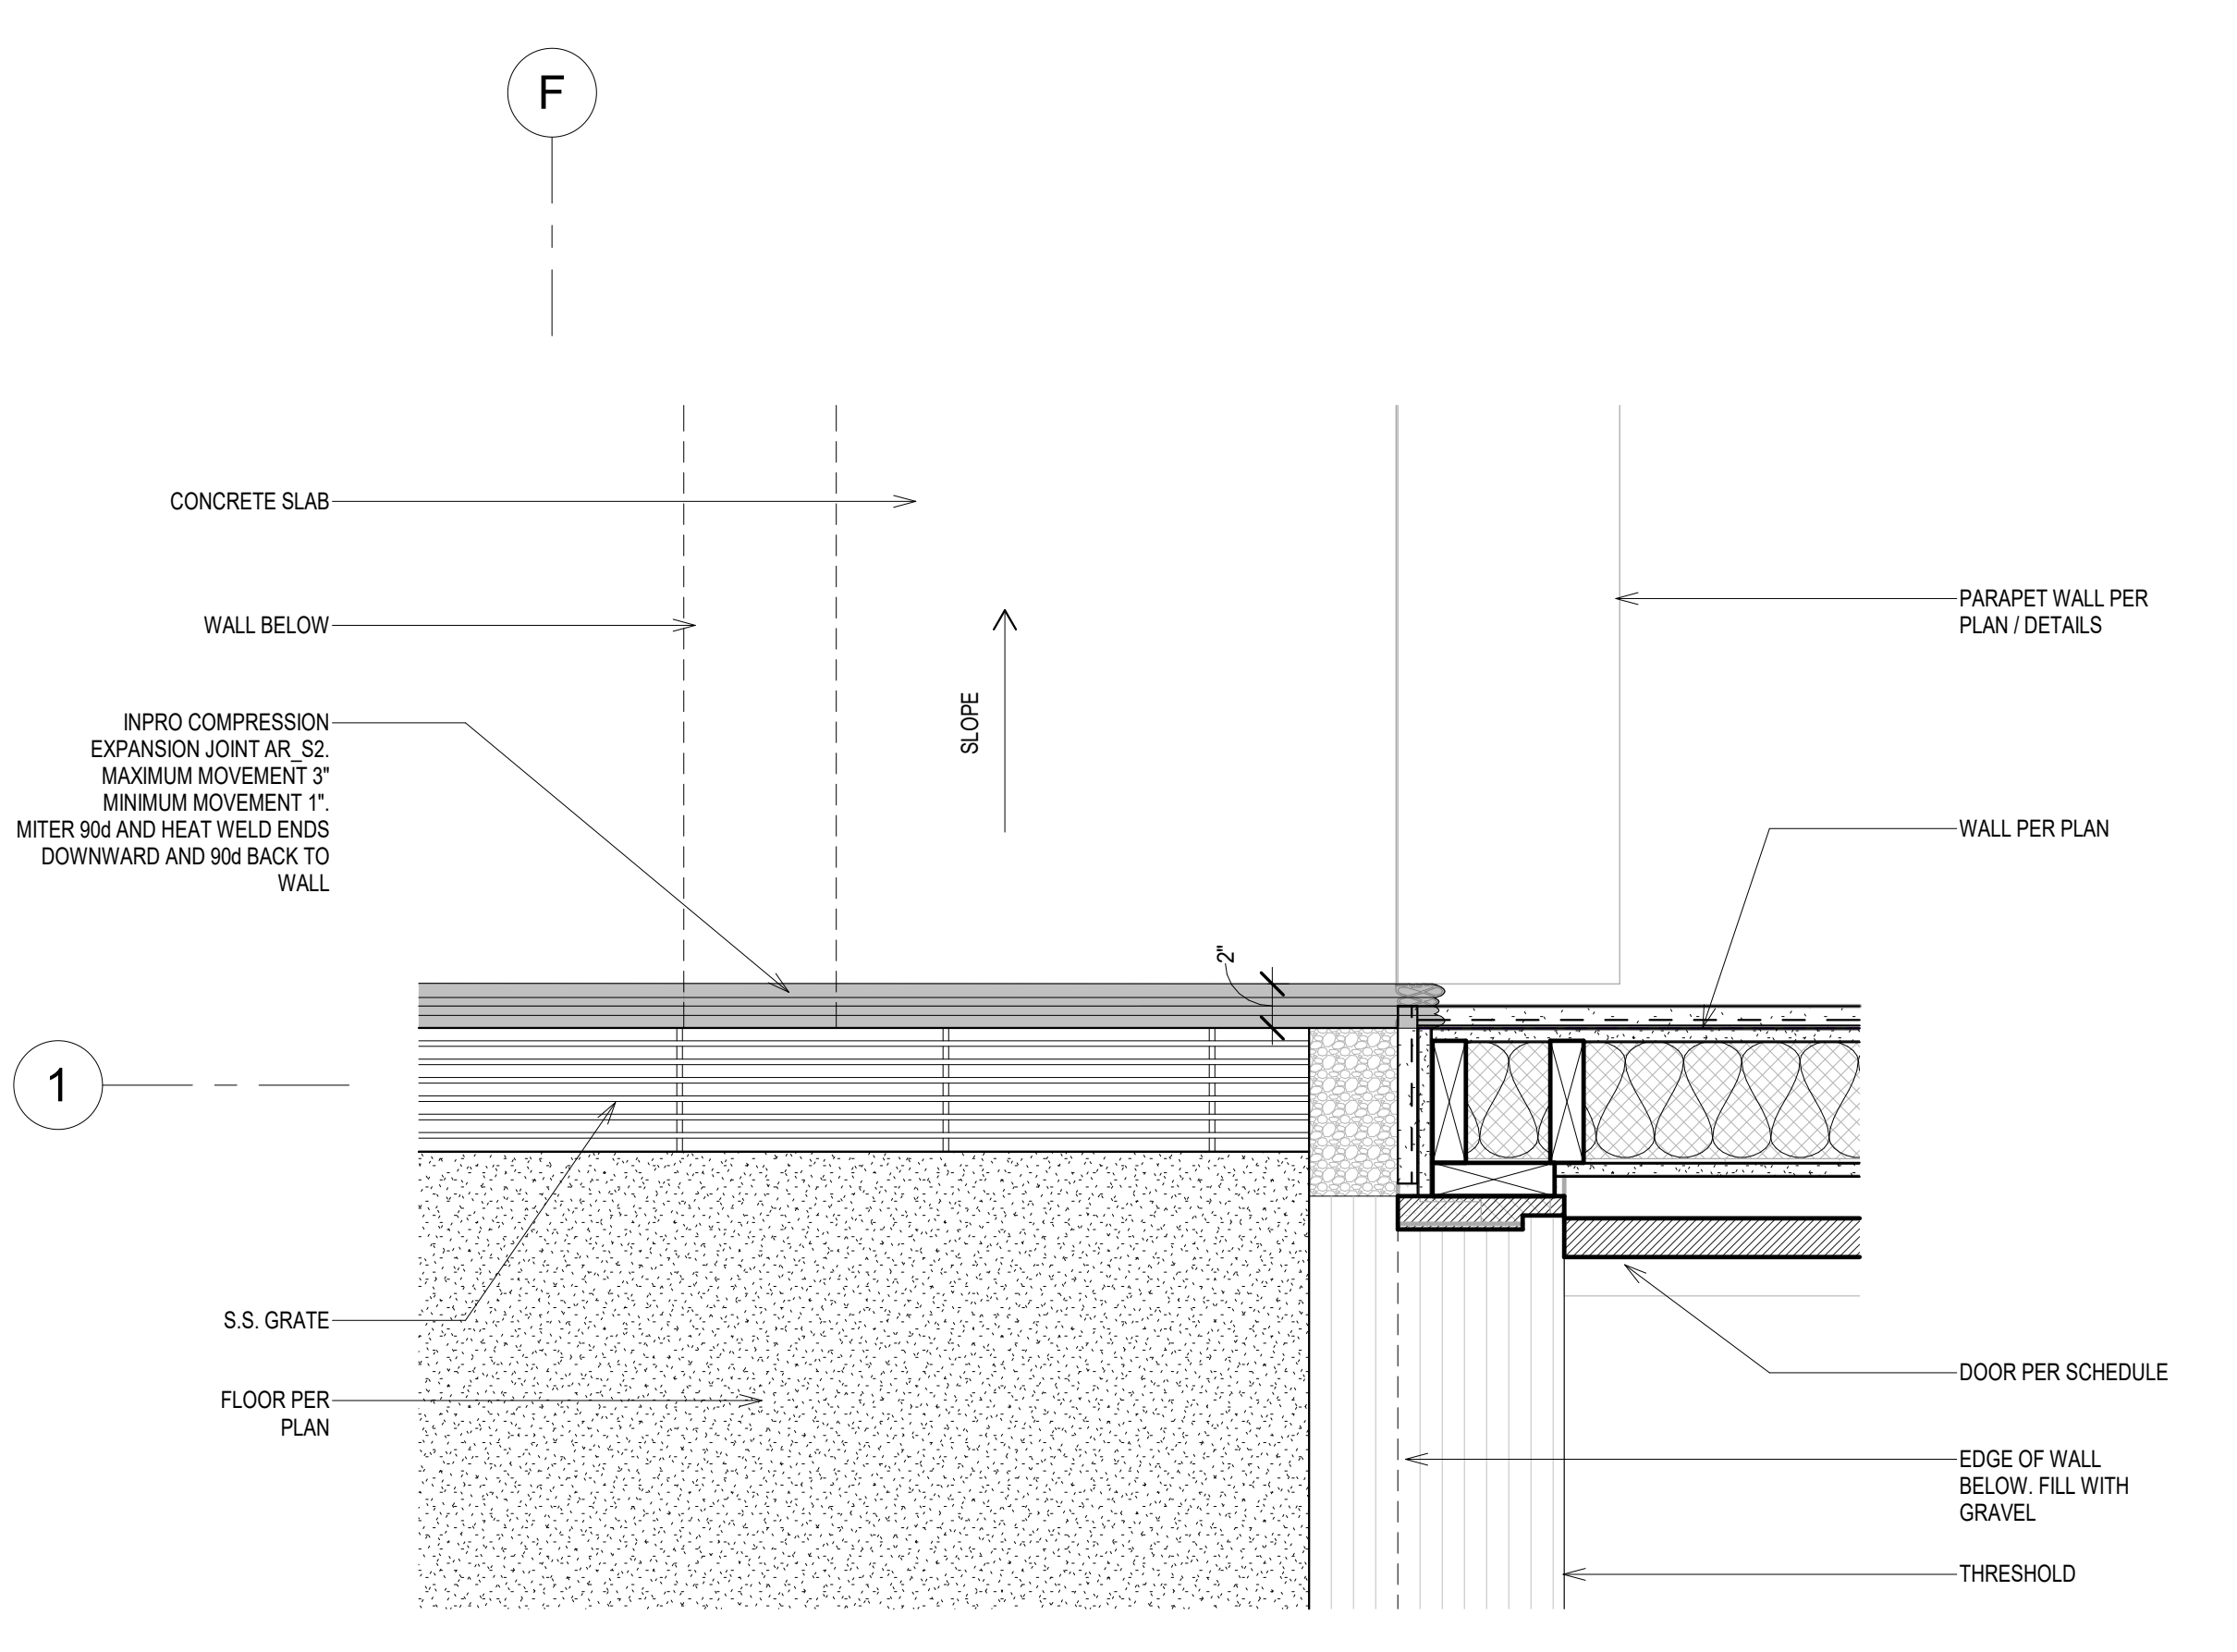 F
CONCRETE SLAB
WALL BELOW
INPRO COMPRESSION
EXPANSION JOINT AR_S2.
MAXIMUM MOVEMENT 3"
MINIMUM MOVEMENT 1".
MITER 90d AND HEAT WELD ENDS
DOWNWARD AND 90d BACK TO
WALL
SLOPE
2"
1
S.S. GRATE
FLOOR PER
PLAN
PARAPET WALL PER
PLAN / DETAILS
WALL PER PLAN
DOOR PER SCHEDULE
EDGE OF WALL
BELOW. FILL WITH
GRAVEL
THRESHOLD